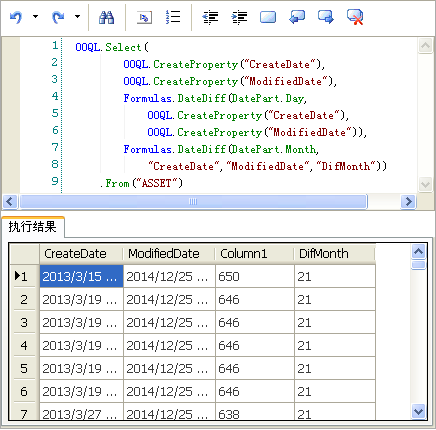 1 OOQL.Select(
2 OOQL.CreateProperty("CreateDate"),
3 OOQL.CreateProperty("ModifiedDate"),
4 Formulas.DateDiff(DatePart.Day,
5 OOQL.CreateProperty("CreateDate"),
6 OOQL.CreateProperty("ModifiedDate")),
7 Formulas.DateDiff(DatePart.Month,
8 "CreateDate","ModifiedDate","DifMonth"))
9 .From("ASSET")
执行结果
CreateDate ModifiedDate Column1 DifMonth
1 2013/3/15 ... 2014/12/25 ... 650 21
2 2013/3/19 ... 2014/12/25 ... 646 21
3 2013/3/19 ... 2014/12/25 ... 646 21
4 2013/3/19 ... 2014/12/25 ... 646 21
5 2013/3/19 ... 2014/12/25 ... 646 21
6 2013/3/19 ... 2014/12/25 ... 646 21
7 2013/3/27 ... 2014/12/25 ... 638 21